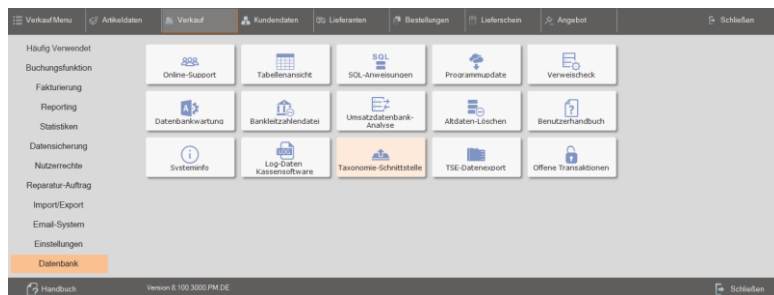 VerkaufMenu
Artikeldaten
Verkauf
Kundendaten
Lieferanten
Bestellungen
Lieferschein
Angebot
Schließen
Häufig Verwendet
Buchungsfunktion
Fakturierung
Reporting
Statistiken
Datensicherung
Nutzerrechte
Reparatur-Auftrag
Import/Export
Email-System
Einstellungen
Datenbank
Online-Support
Tabellenansicht
SQL
SQL-Anweisungen
Programmupdate
Verweischeck
Datenbankwartung
Bankleitzahlendatei
Umsatzdatenbank-
Analyse
Altdaten-Löschen
Benutzerhandbuch
Systeminfo
LOG
Log-Daten
Kassensoftware
Taxonomie-Schnittstelle
TSE-Datenexport
Offene Transaktionen
Handbuch
Version 8.100.3000.PM.DE
Schließen